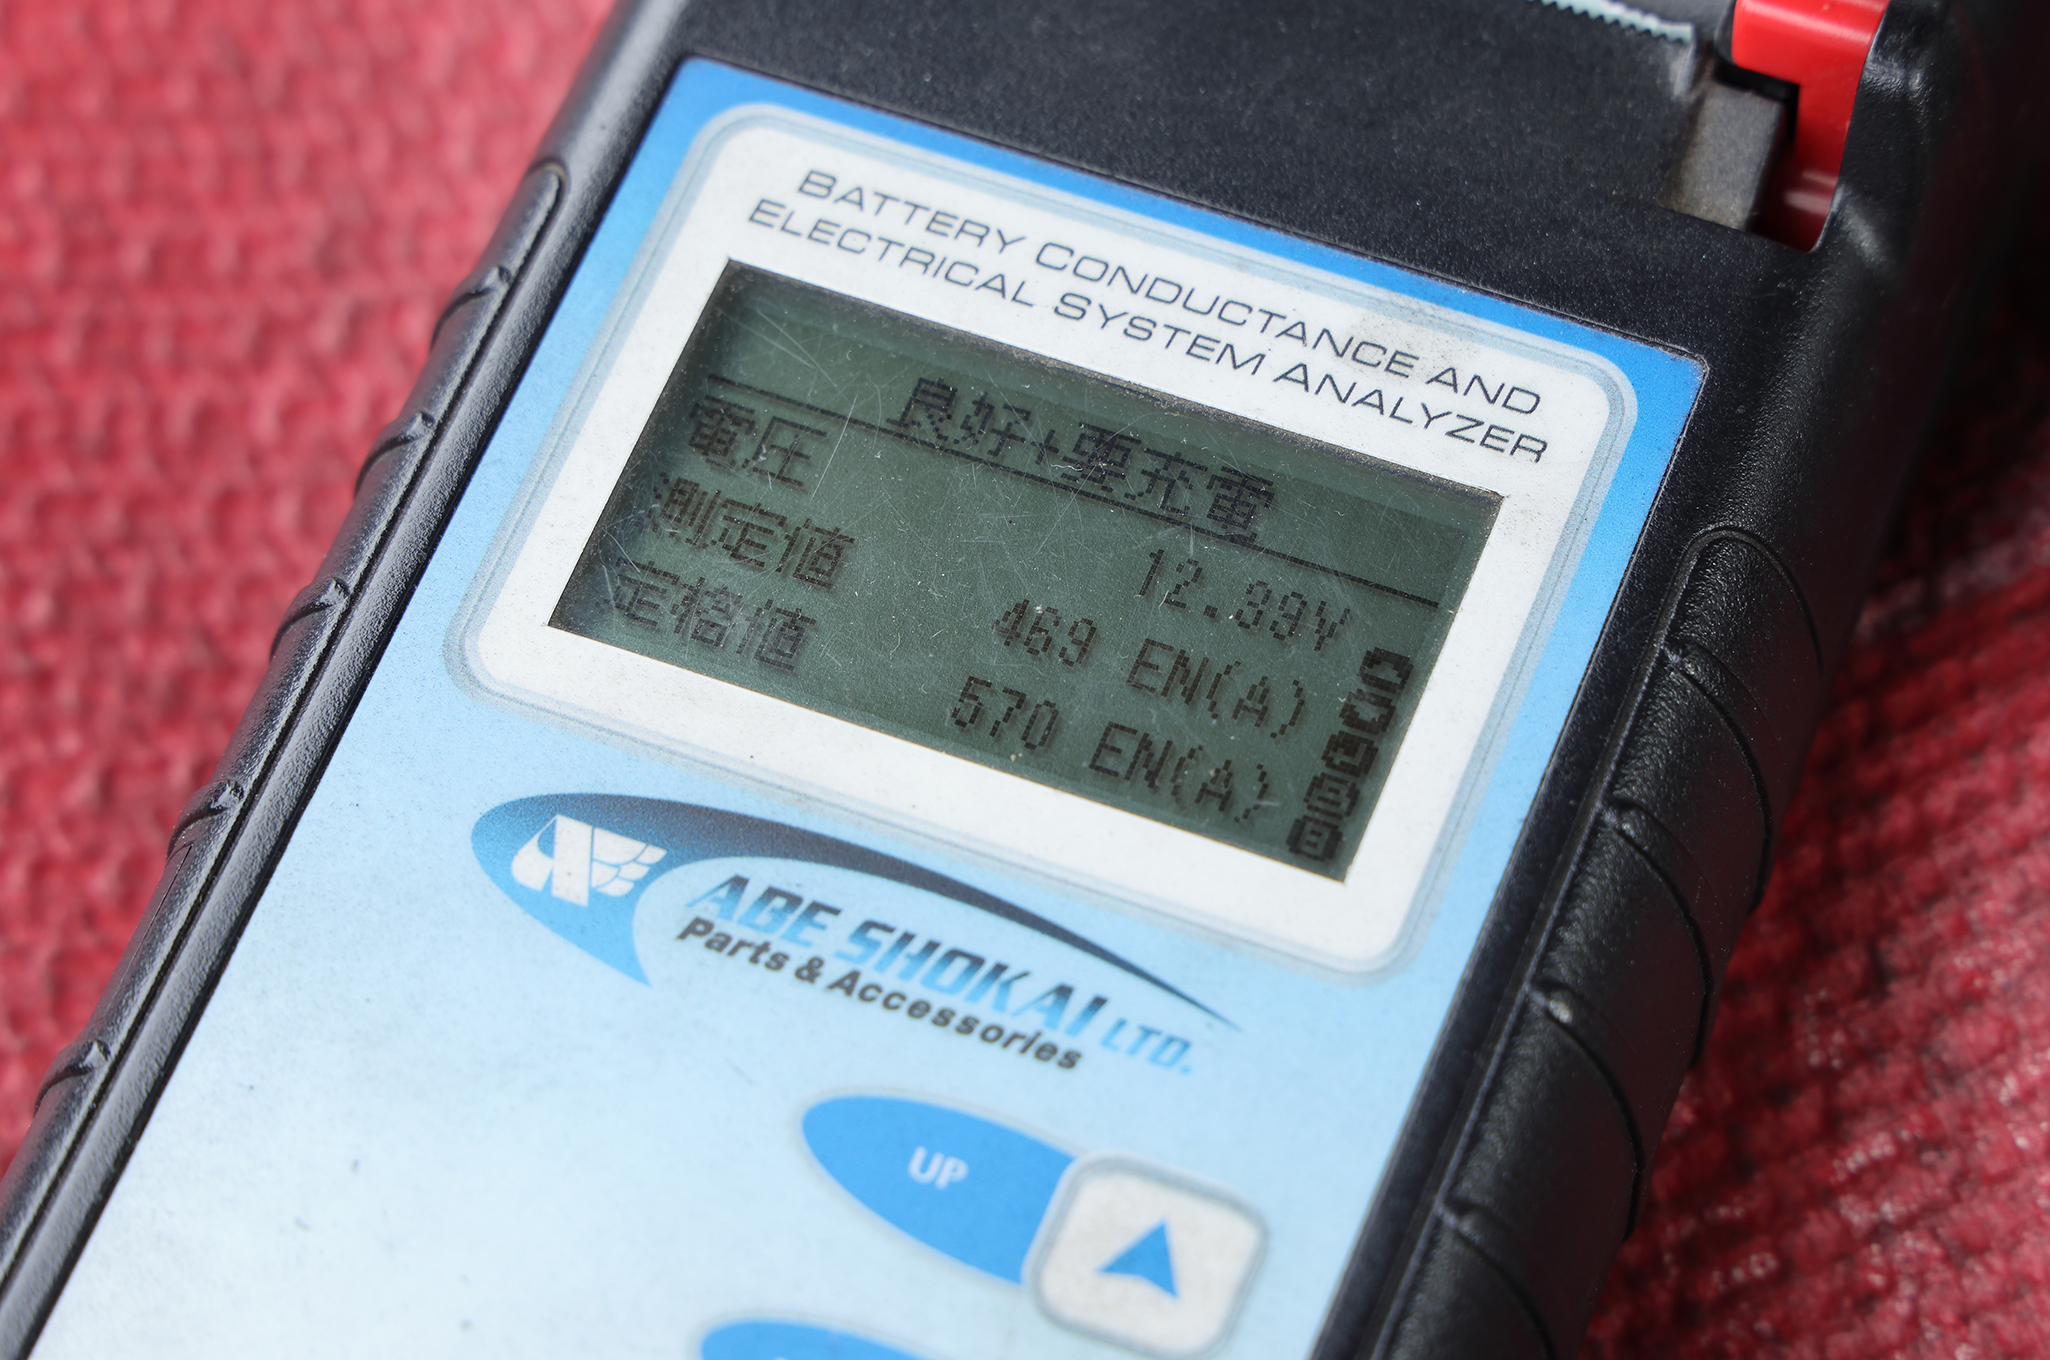 BATTERY CONDUCTANCE AND
ELECTRICAL SYSTEM ANALYZER
良好+要充電
電圧 12.39V
測定値 469 EN(A)
定格値 570 EN(A)
ABE SHOKAI LTD.
Parts & Accessories
UP